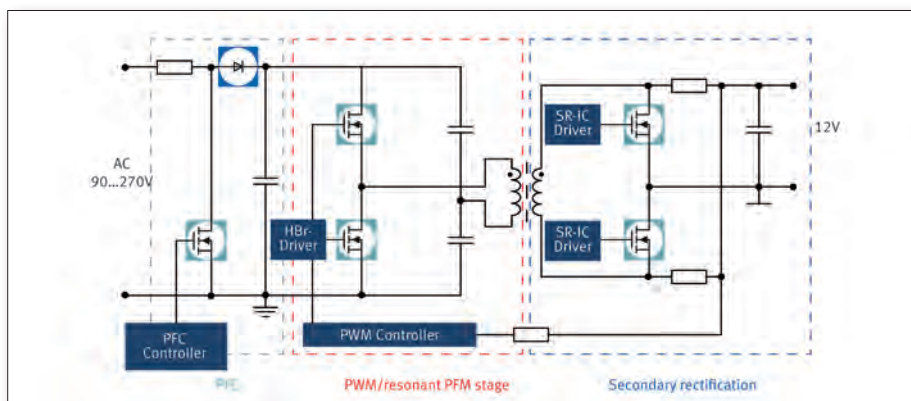 AC
90...270V
HBr-
Driver
SR-IC
Driver
SR-IC
Driver
12V
PFC
Controller
PWM Controller
PFC
PWM/resonant PFM stage
Secondary rectification